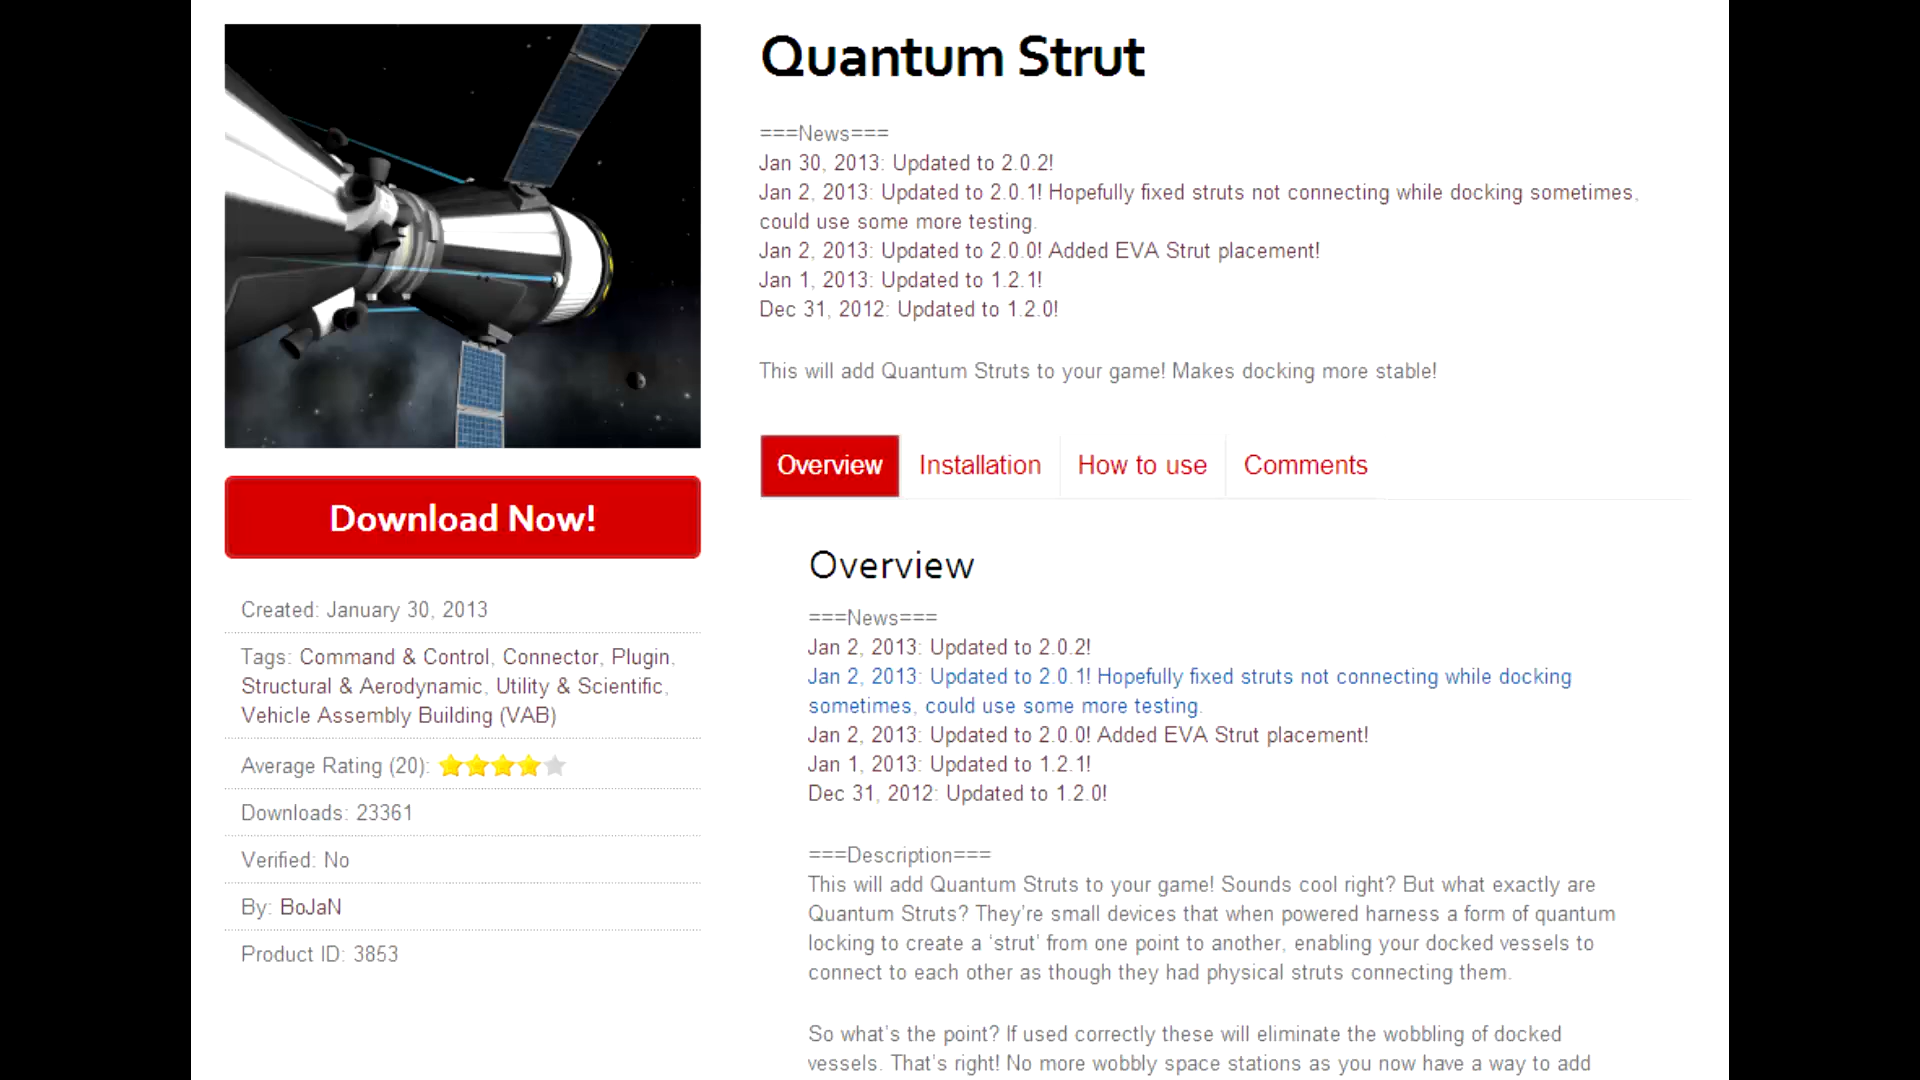 Quantum Strut
===News===
Jan 30, 2013: Updated to 2.0.2!
Jan 2, 2013: Updated to 2.0.1! Hopefully fixed struts not connecting while docking sometimes,
could use some more testing.
Jan 2, 2013: Updated to 2.0.0! Added EVA Strut placement!
Jan 1, 2013: Updated to 1.2.1!
Dec 31, 2012: Updated to 1.2.0!
This will add Quantum Struts to your game! Makes docking more stable!
Download Now!
Created: January 30, 2013
Tags: Command & Control, Connector, Plugin,
Structural & Aerodynamic, Utility & Scientific,
Vehicle Assembly Building (VAB)
Average Rating (20):
Downloads: 23361
Verified: No
By: BoJaN
Product ID: 3853
Overview Installation How to use Comments
Overview
===News===
Jan 2, 2013: Updated to 2.0.2!
Jan 2, 2013: Updated to 2.0.1! Hopefully fixed struts not connecting while docking
sometimes, could use some more testing.
Jan 2, 2013: Updated to 2.0.0! Added EVA Strut placement!
Jan 1, 2013: Updated to 1.2.1!
Dec 31, 2012: Updated to 1.2.0!
===Description===
This will add Quantum Struts to your game! Sounds cool right? But what exactly are
Quantum Struts? They’re small devices that when powered harness a form of quantum
locking to create a ‘strut’ from one point to another, enabling your docked vessels to
connect to each other as though they had physical struts connecting them.
So what’s the point? If used correctly these will eliminate the wobbling of docked
vessels. That’s right! No more wobbly space stations as you now have a way to add